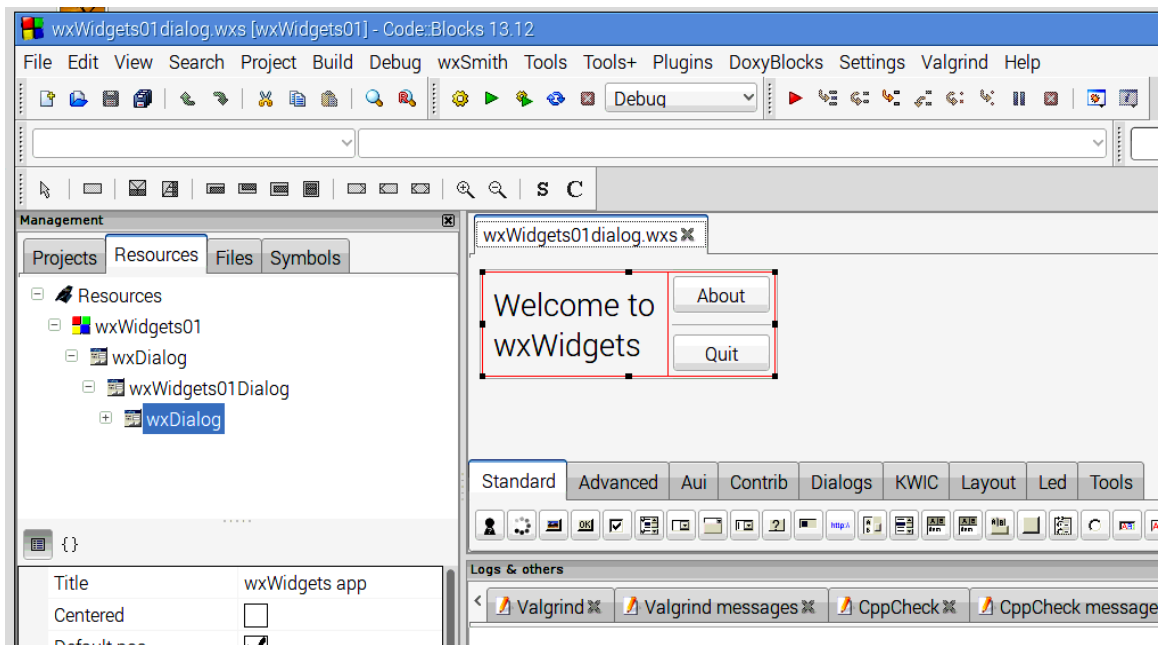 wxWidgets01dialog.wxs [wxWidgets01] - Code::Blocks 13.12
File Edit View Search Project Build Debug wxSmith Tools Tools+ Plugins DoxyBlocks Settings Valgrind Help
Debug
S C
Management
wxWidgets01dialog.wxs
Projects Resources Files Symbols
Resources
wxWidgets01
wxDialog
wxWidgets01Dialog
wxDialog
Welcome to
wxWidgets
About
Quit
Standard Advanced Aui Contrib Dialogs KWIC Layout Led Tools
OK
{}
Title wxWidgets app
Centered
Logs & others
Valgrind Valgrind messages CppCheck CppCheck message